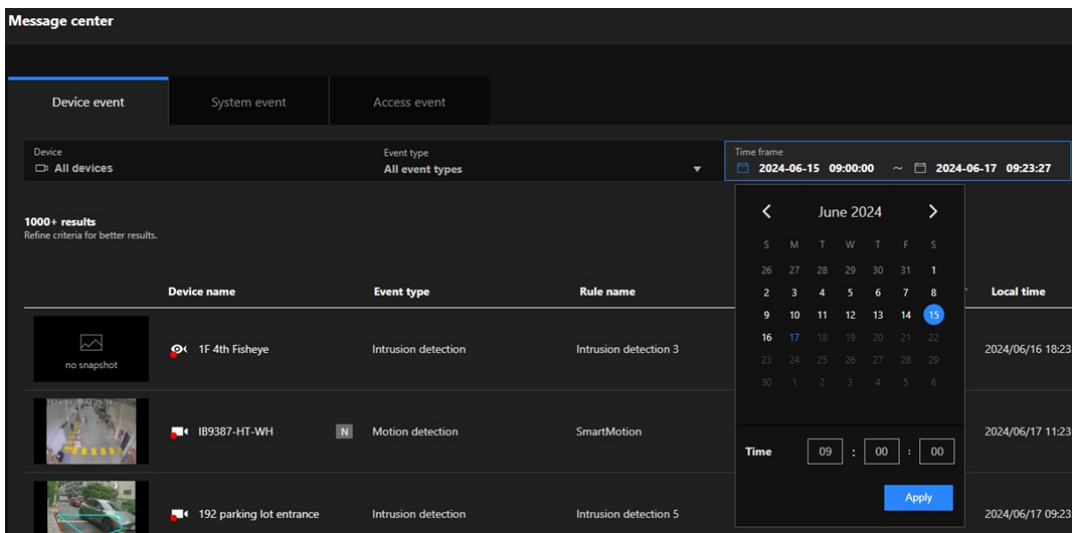 Message center
Device event
System event
Access event
Device
All devices
Event type
All event types
Time frame
2024-06-15 09:00:00 ~ 2024-06-17 09:23:27
1000+ results
Refine criteria for better results.
June 2024
S M T W T F S
26 27 28 29 30 31 1
2 3 4 5 6 7 8
9 10 11 12 13 14 15
16 17 18 19 20 21 22
23 24 25 26 27 28 29
30 1 2 3 4 5 6
Time 09 : 00 : 00
Apply
Device name Event type Rule name Local time
no snapshot 1F 4th Fisheye Intrusion detection Intrusion detection 3 2024/06/16 18:23
IB9387-HT-WH N Motion detection SmartMotion 2024/06/17 11:23
192 parking lot entrance Intrusion detection Intrusion detection 5 2024/06/17 09:23